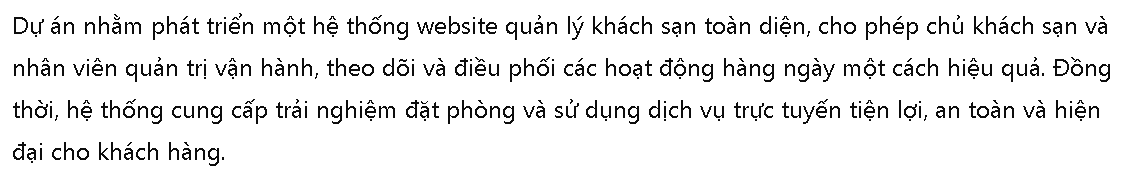 Dự án nhằm phát triển một hệ thống website quản lý khách sạn toàn diện, cho phép chủ khách sạn và
nhân viên quản trị vận hành, theo dõi và điều phối các hoạt động hàng ngày một cách hiệu quả. Đồng
thời, hệ thống cung cấp trải nghiệm đặt phòng và sử dụng dịch vụ trực tuyến tiện lợi, an toàn và hiện
đại cho khách hàng.